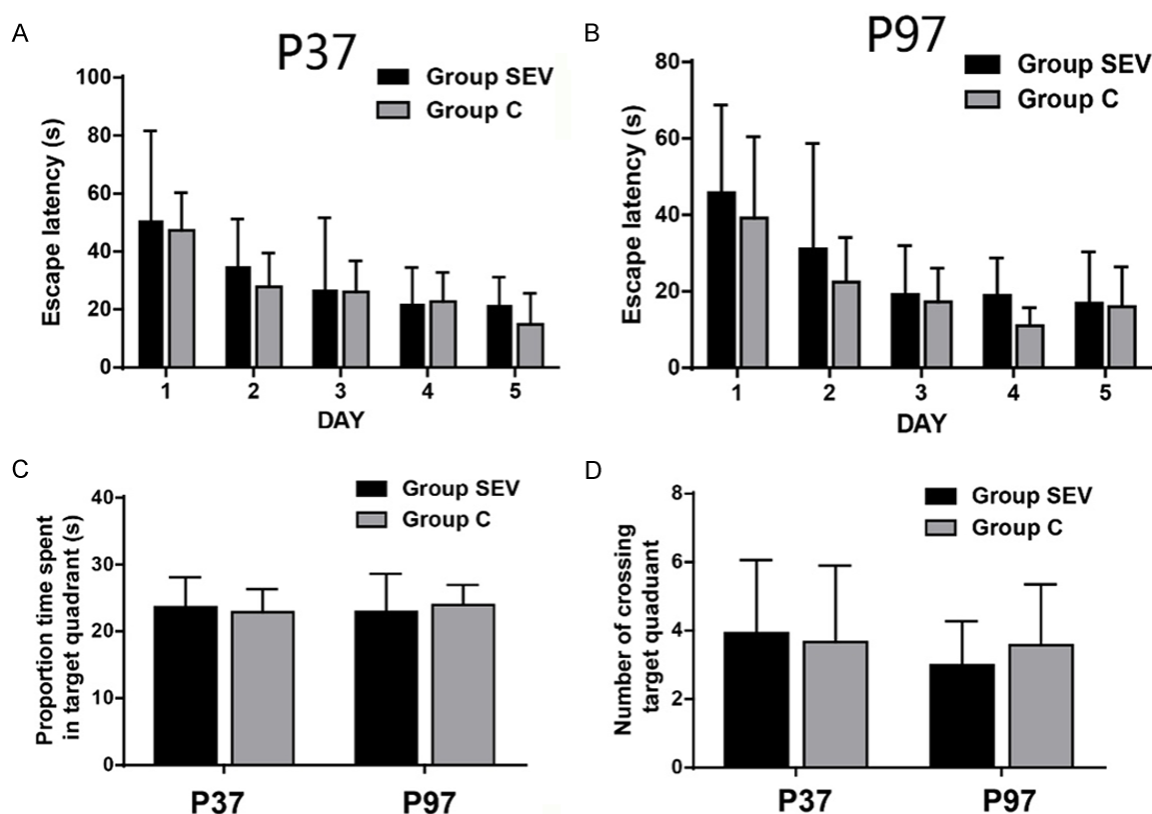 A
P37
Group SEV
Group C
Escape latency (s)
100
80
60
40
20
0
1 2 3 4 5
DAY
B
P97
Group SEV
Group C
Escape latency (s)
80
60
40
20
0
1 2 3 4 5
DAY
C
Group SEV
Group C
Proportion time spent
in target quadrant (s)
40
30
20
10
0
P37 P97
D
Group SEV
Group C
Number of crossing
target quaduant
8
6
4
2
0
P37 P97